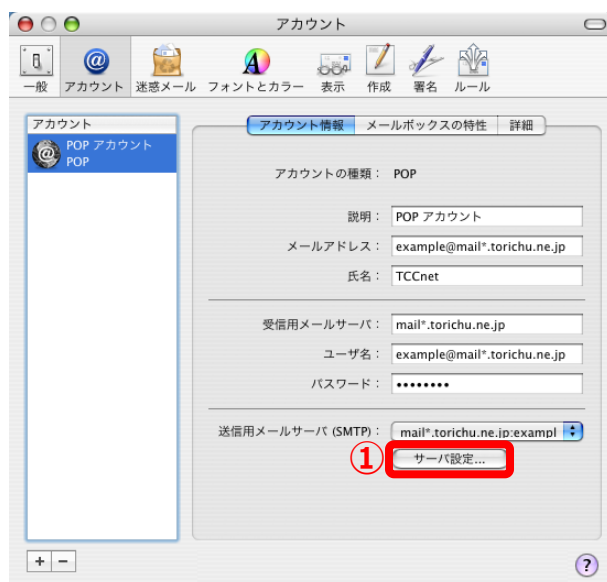 アカウント
一般 アカウント 迷惑メール フォントとカラー 表示 作成 署名 ルール
アカウント
POP アカウント
POP
アカウント情報 メールボックスの特性 詳細
アカウントの種類： POP
説明： POP アカウント
メールアドレス： example@mail*.torichu.ne.jp
氏名： TCCnet
受信用メールサーバ： mail*.torichu.ne.jp
ユーザ名： example@mail*.torichu.ne.jp
パスワード： ••••••••
送信用メールサーバ (SMTP)： mail*.torichu.ne.jp:exampl
① サーバ設定...
+ −
?